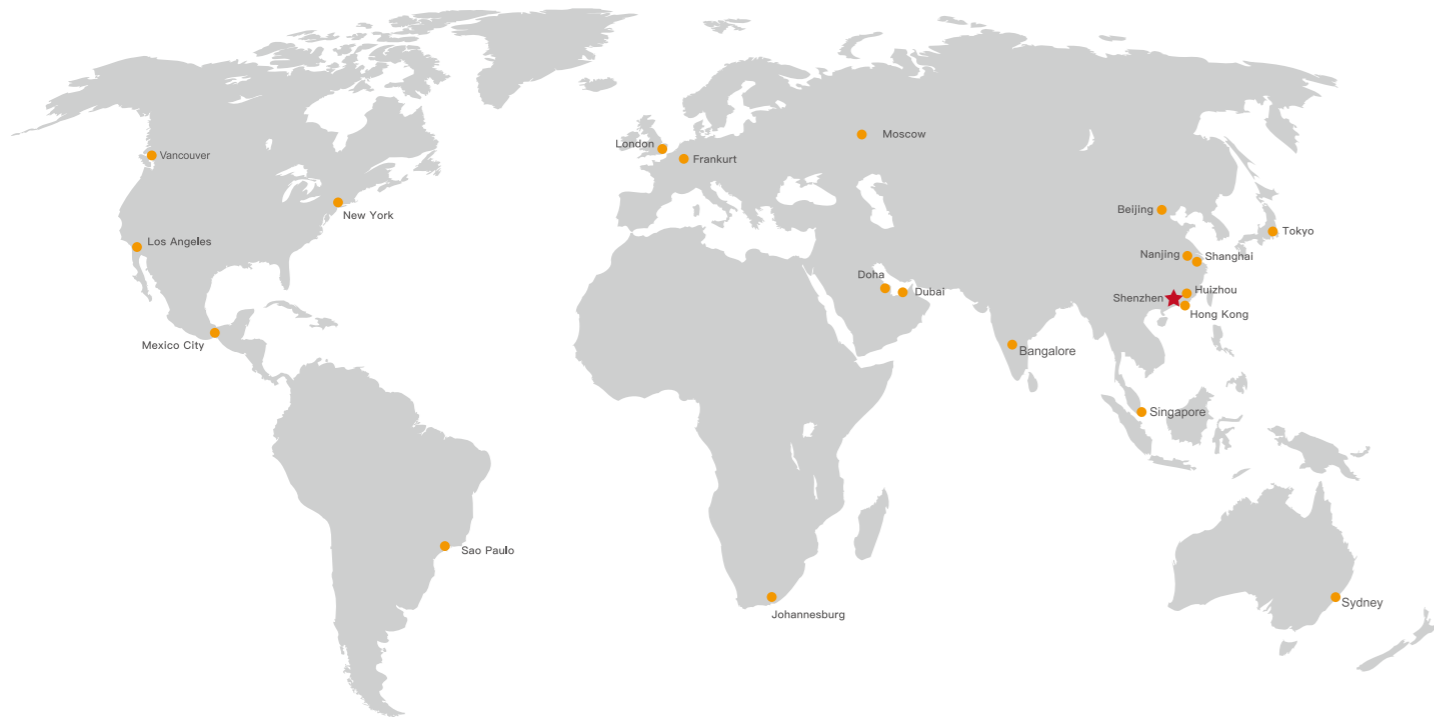 Moscow
London
Vancouver
Frankurt
New York
Beijing
Tokyo
Los Angeles
Nanjing
Shanghai
Doha
Dubai
Huizhou
Shenzhen
Hong Kong
Mexico City
Bangalore
Singapore
Sao Paulo
Sydney
Johannesburg